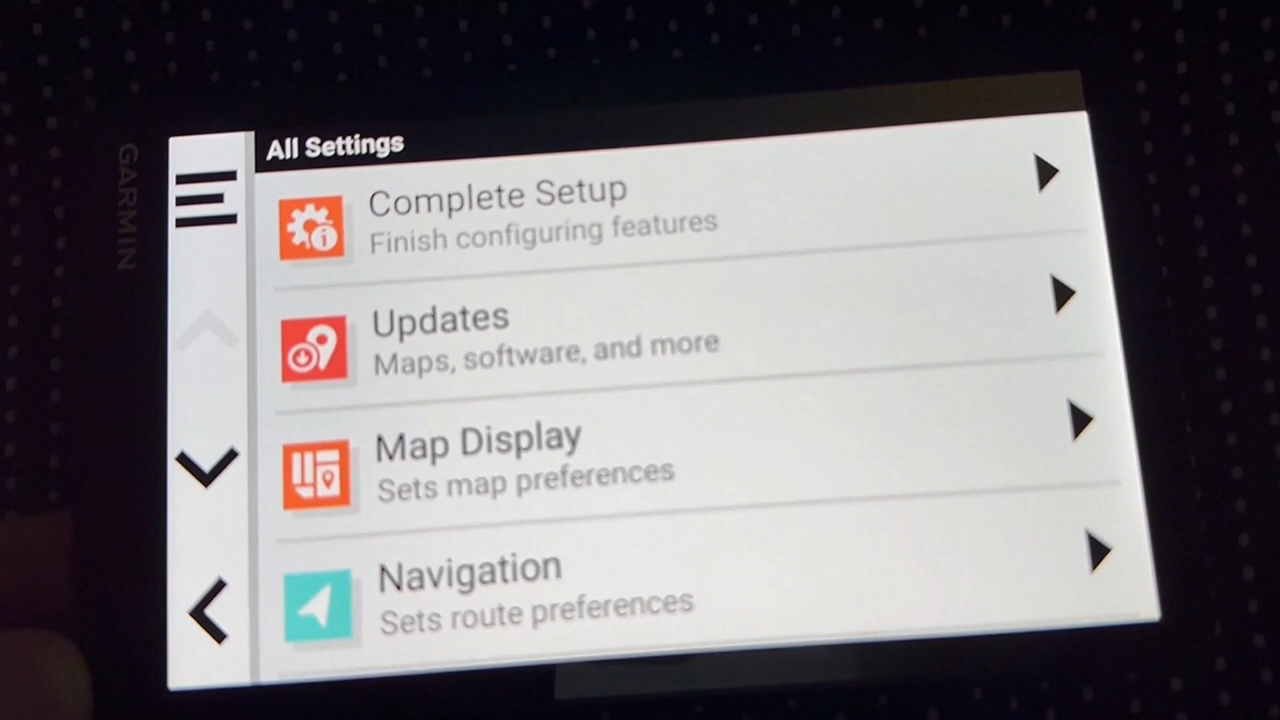 GARMIN
All Settings
Complete Setup
Finish configuring features
Updates
Maps, software, and more
Map Display
Sets map preferences
Navigation
Sets route preferences